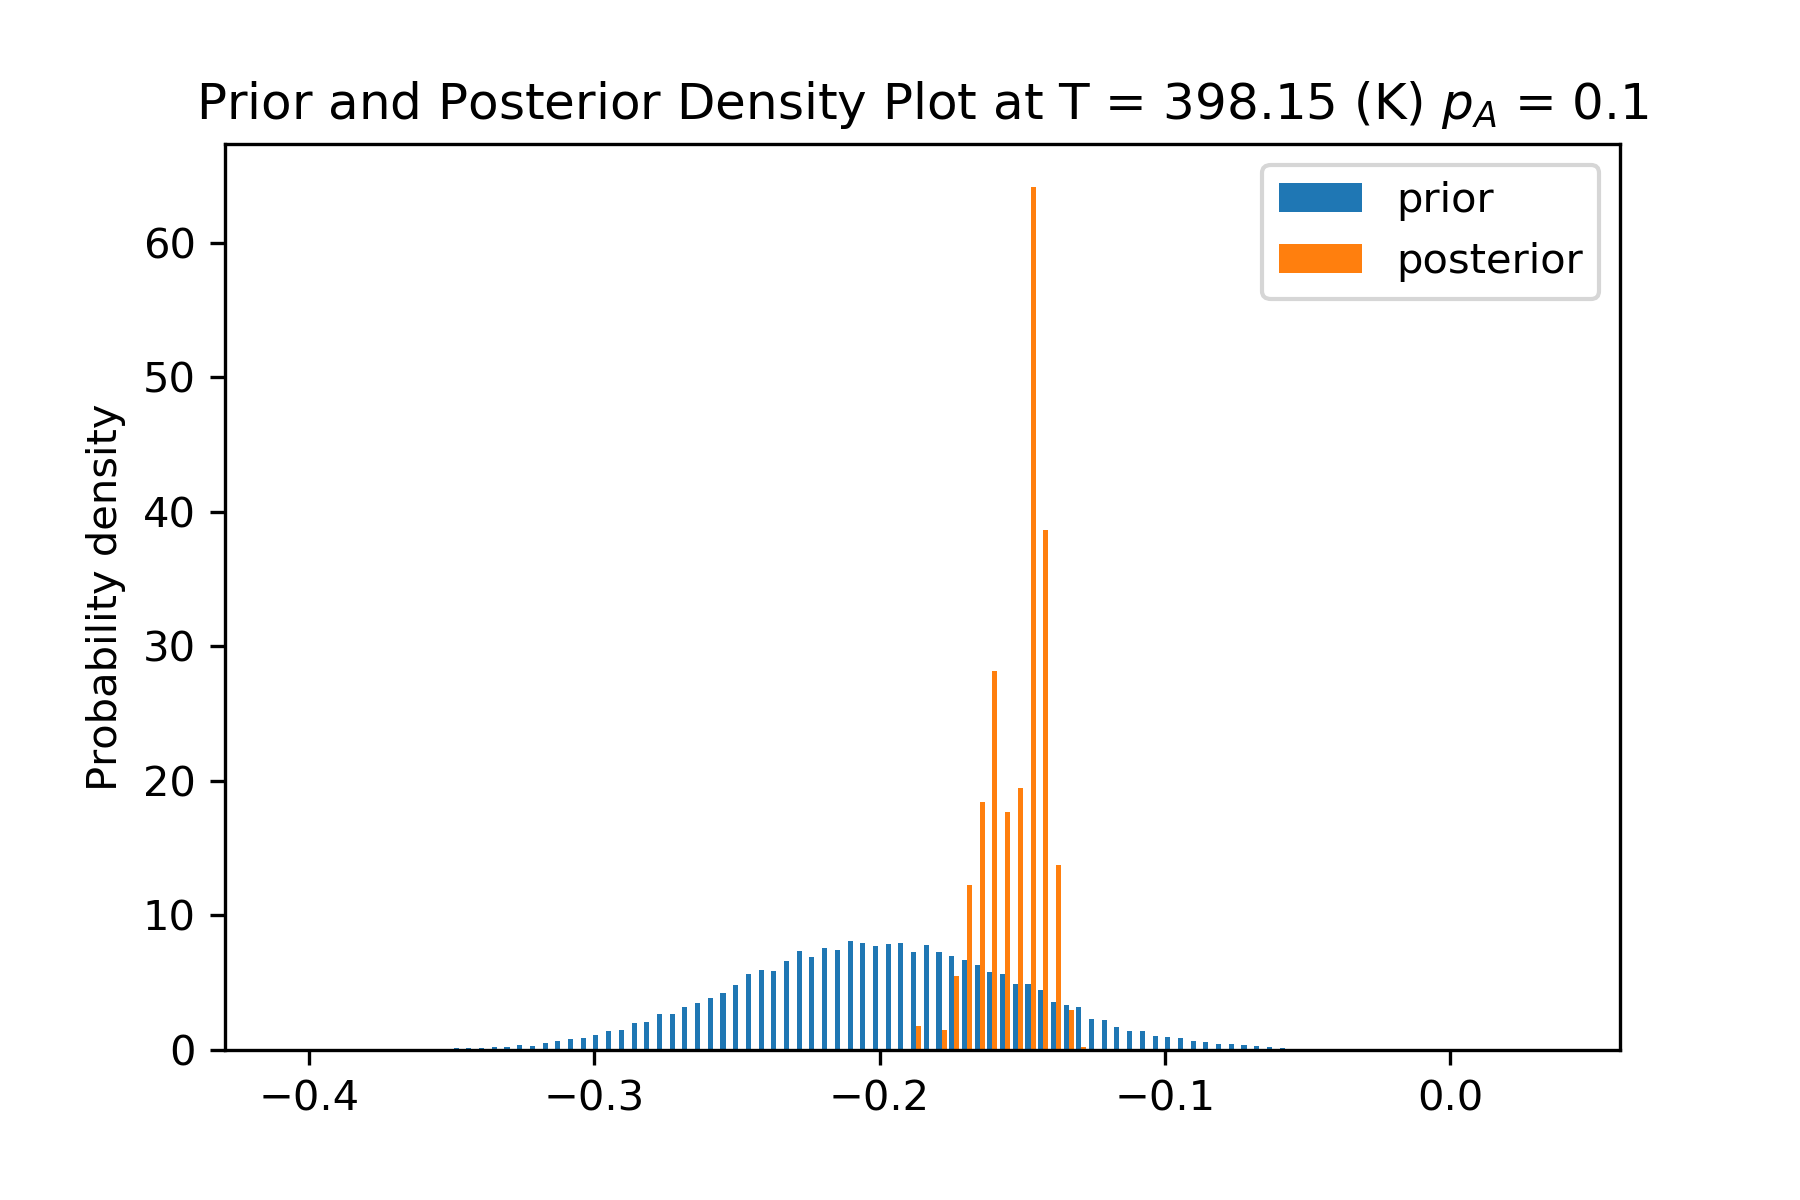 Prior and Posterior Density Plot at T = 398.15 (K) $p_A$ = 0.1
prior
posterior
Probability density
60
50
40
30
20
10
0
−0.4 −0.3 −0.2 −0.1 0.0